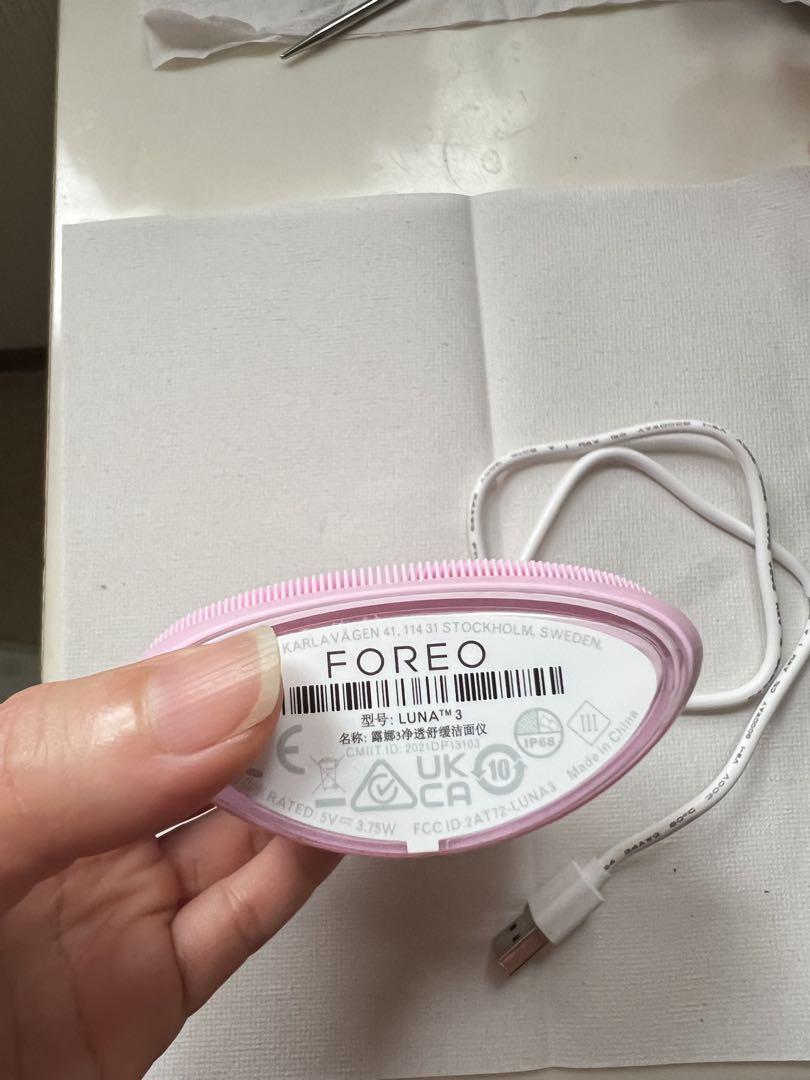 KARLAVÄGEN 41, 114 31 STOCKHOLM, SWEDEN.
FOREO
型号: LUNA™ 3
名称: 露娜3净透舒缓洁面仪
CMIIT ID: 2021DP13103
CE
UK
CA
10
IP68
III
Made in China
RATED: 5V⎓3.75W
FCC ID:2AT72-LUNA3